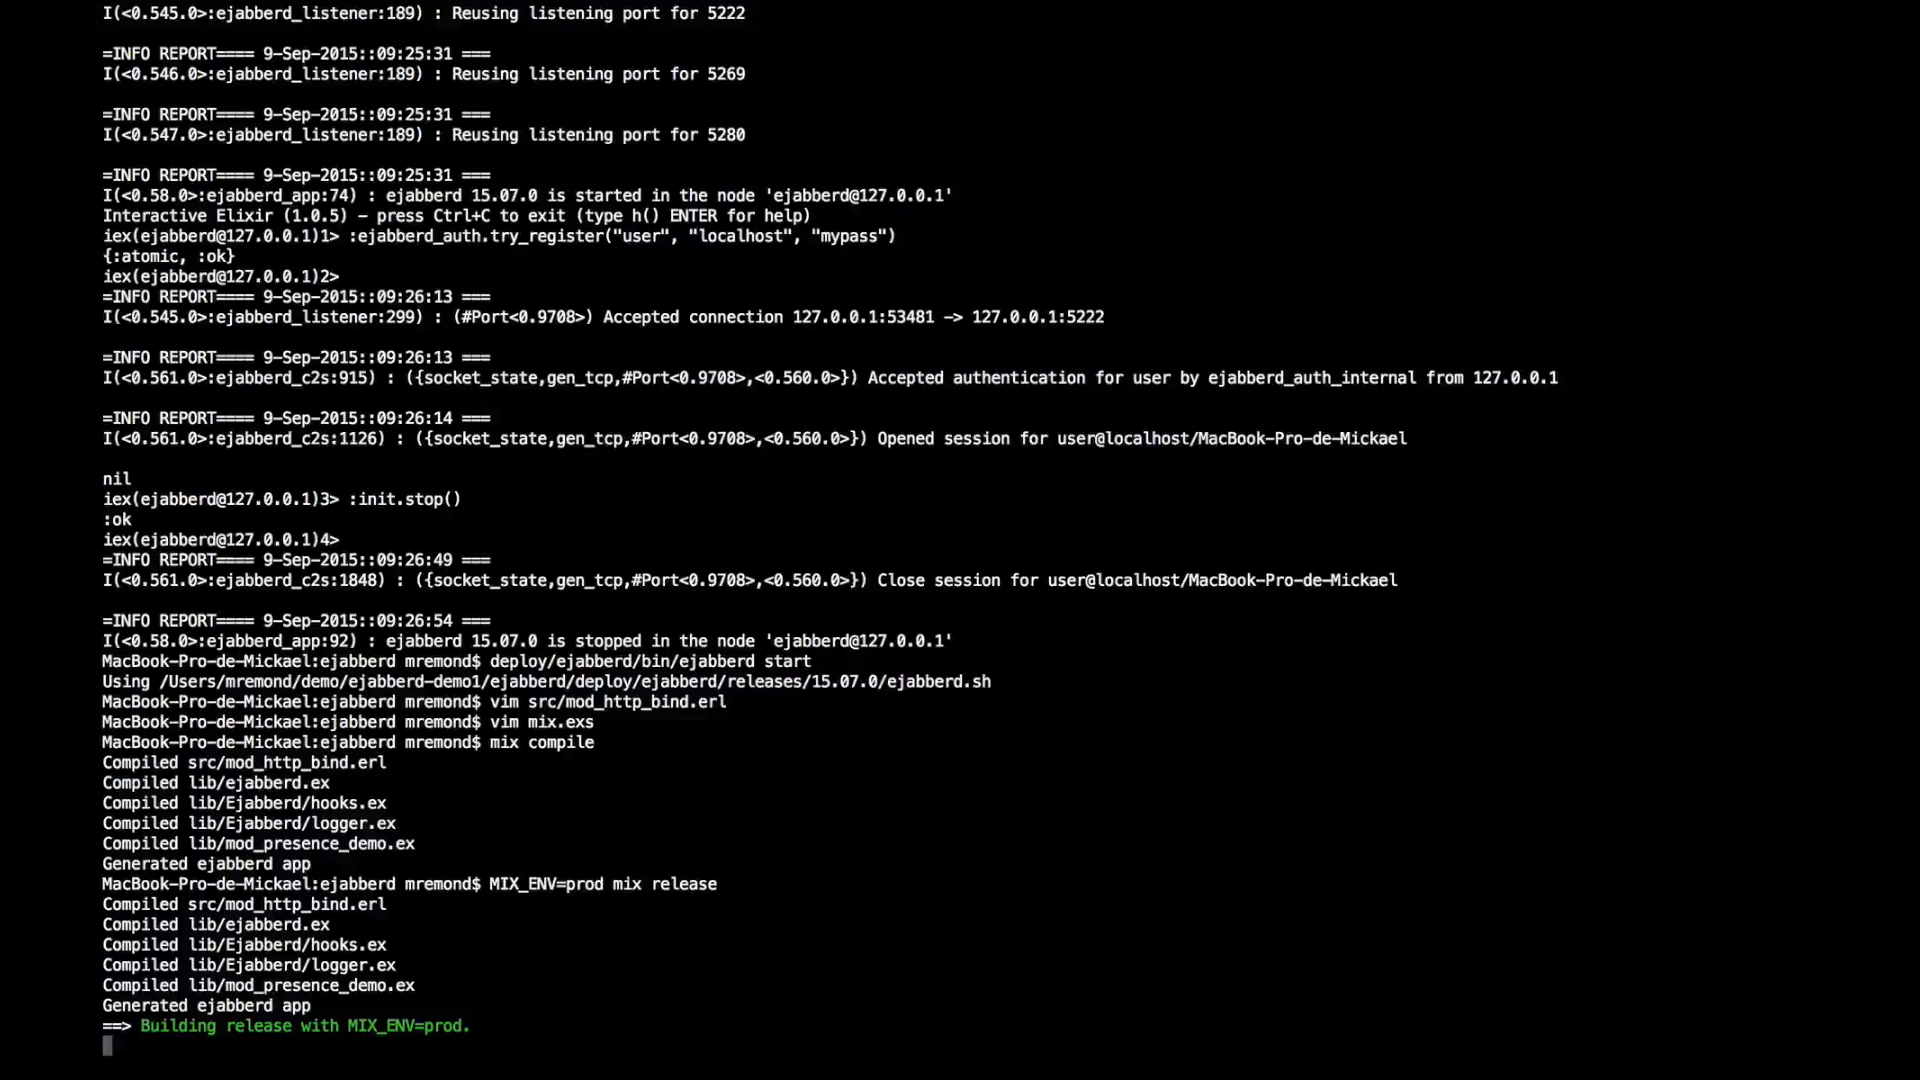 I(<0.545.0>:ejabberd_listener:189) : Reusing listening port for 5222
=INFO REPORT==== 9-Sep-2015::09:25:31 ===
I(<0.546.0>:ejabberd_listener:189) : Reusing listening port for 5269
=INFO REPORT==== 9-Sep-2015::09:25:31 ===
I(<0.547.0>:ejabberd_listener:189) : Reusing listening port for 5280
=INFO REPORT==== 9-Sep-2015::09:25:31 ===
I(<0.58.0>:ejabberd_app:74) : ejabberd 15.07.0 is started in the node 'ejabberd@127.0.0.1'
Interactive Elixir (1.0.5) - press Ctrl+C to exit (type h() ENTER for help)
iex(ejabberd@127.0.0.1)1> :ejabberd_auth.try_register("user", "localhost", "mypass")
{:atomic, :ok}
iex(ejabberd@127.0.0.1)2>
=INFO REPORT==== 9-Sep-2015::09:26:13 ===
I(<0.545.0>:ejabberd_listener:299) : (#Port<0.9708>) Accepted connection 127.0.0.1:53481 -> 127.0.0.1:5222
=INFO REPORT==== 9-Sep-2015::09:26:13 ===
I(<0.561.0>:ejabberd_c2s:915) : ({socket_state,gen_tcp,#Port<0.9708>,<0.560.0>}) Accepted authentication for user by ejabberd_auth_internal from 127.0.0.1
=INFO REPORT==== 9-Sep-2015::09:26:14 ===
I(<0.561.0>:ejabberd_c2s:1126) : ({socket_state,gen_tcp,#Port<0.9708>,<0.560.0>}) Opened session for user@localhost/MacBook-Pro-de-Mickael
nil
iex(ejabberd@127.0.0.1)3> :init.stop()
:ok
iex(ejabberd@127.0.0.1)4>
=INFO REPORT==== 9-Sep-2015::09:26:49 ===
I(<0.561.0>:ejabberd_c2s:1848) : ({socket_state,gen_tcp,#Port<0.9708>,<0.560.0>}) Close session for user@localhost/MacBook-Pro-de-Mickael
=INFO REPORT==== 9-Sep-2015::09:26:54 ===
I(<0.58.0>:ejabberd_app:92) : ejabberd 15.07.0 is stopped in the node 'ejabberd@127.0.0.1'
MacBook-Pro-de-Mickael:ejabberd mremond$ deploy/ejabberd/bin/ejabberd start
Using /Users/mremond/demo/ejabberd-demo1/ejabberd/deploy/ejabberd/releases/15.07.0/ejabberd.sh
MacBook-Pro-de-Mickael:ejabberd mremond$ vim src/mod_http_bind.erl
MacBook-Pro-de-Mickael:ejabberd mremond$ vim mix.exs
MacBook-Pro-de-Mickael:ejabberd mremond$ mix compile
Compiled src/mod_http_bind.erl
Compiled lib/ejabberd.ex
Compiled lib/Ejabberd/hooks.ex
Compiled lib/Ejabberd/logger.ex
Compiled lib/mod_presence_demo.ex
Generated ejabberd app
MacBook-Pro-de-Mickael:ejabberd mremond$ MIX_ENV=prod mix release
Compiled src/mod_http_bind.erl
Compiled lib/ejabberd.ex
Compiled lib/Ejabberd/hooks.ex
Compiled lib/Ejabberd/logger.ex
Compiled lib/mod_presence_demo.ex
Generated ejabberd app
==> Building release with MIX_ENV=prod.